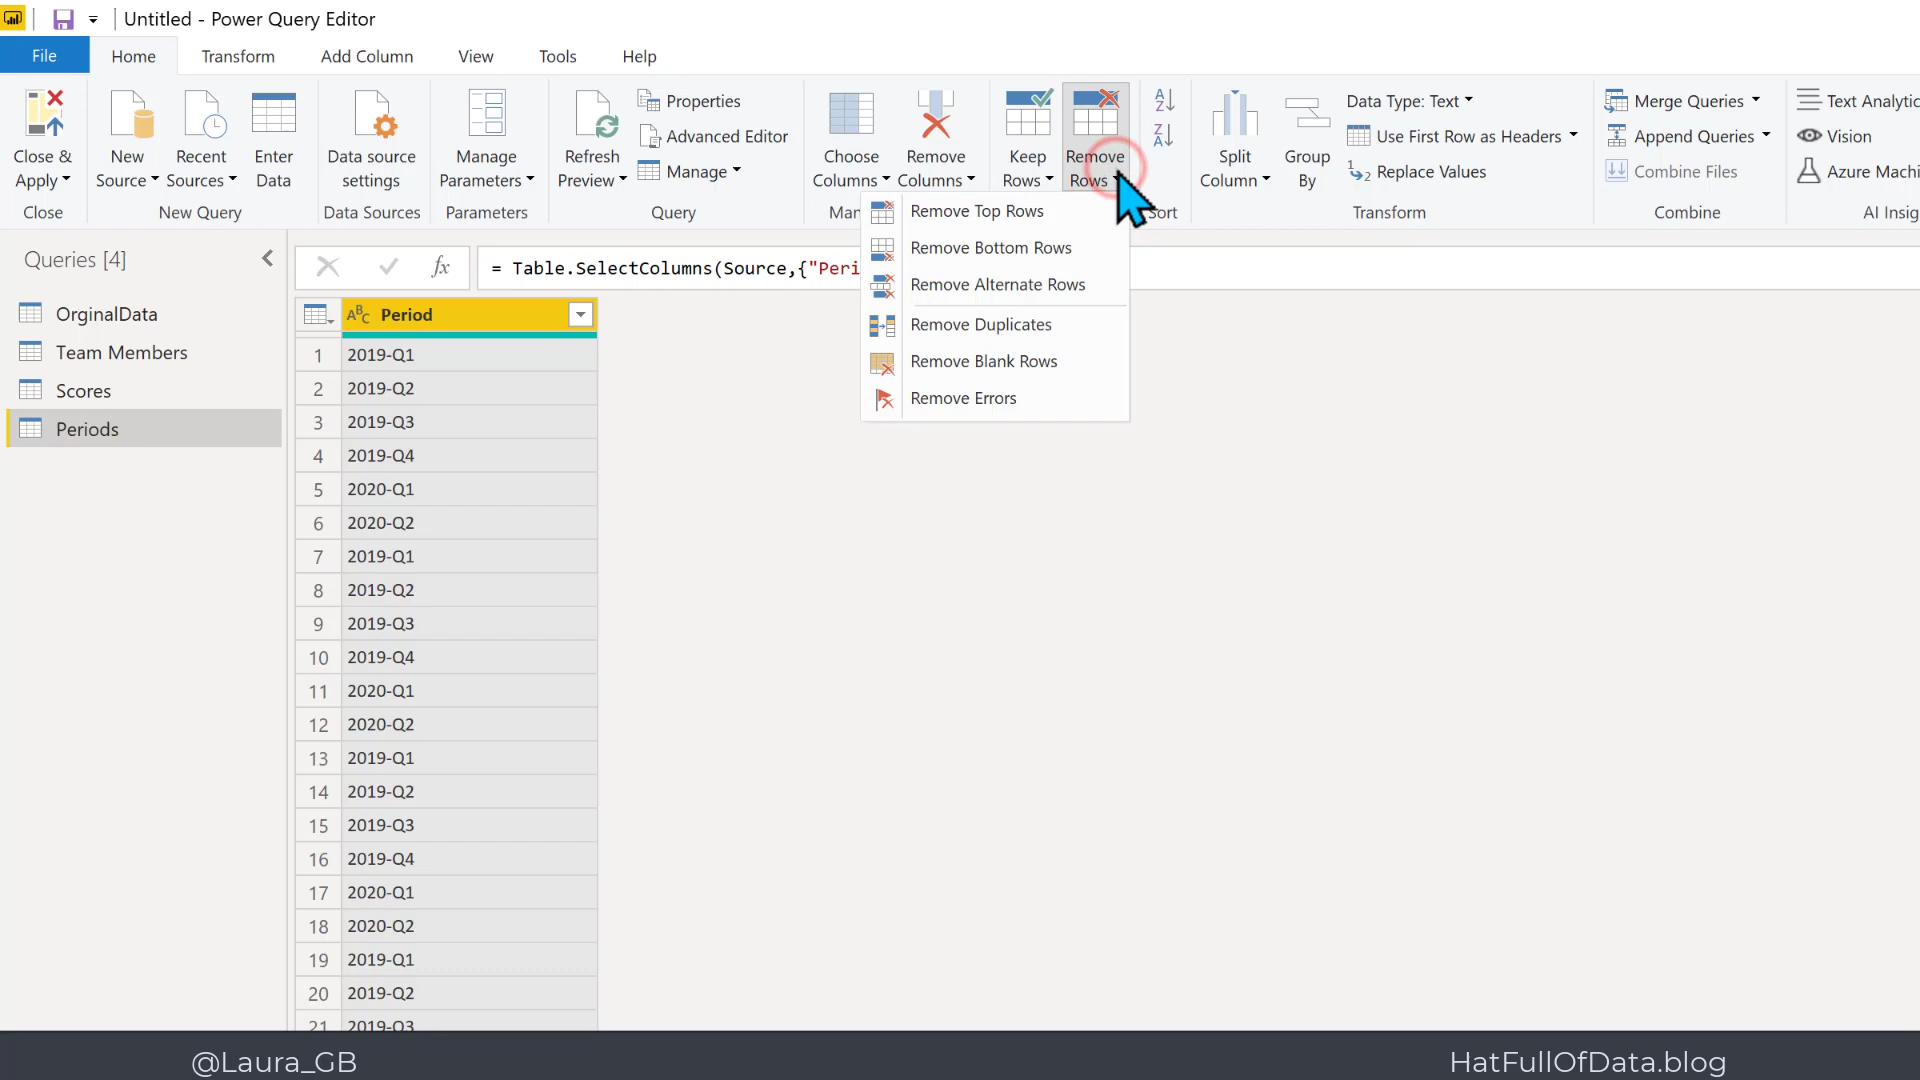 Untitled - Power Query Editor
File Home Transform Add Column View Tools Help
Close & Apply
New Source
Recent Sources
Enter Data
Data source settings
Manage Parameters
Refresh Preview
Properties
Advanced Editor
Manage
Choose Columns
Remove Columns
Keep Rows
Remove Rows
Split Column
Group By
Data Type: Text
Use First Row as Headers
Replace Values
Merge Queries
Append Queries
Combine Files
Text Analytic
Vision
Azure Machi
Close
New Query
Data Sources
Parameters
Query
Man
Sort
Transform
Combine
AI Insig
Remove Top Rows
Remove Bottom Rows
Remove Alternate Rows
Remove Duplicates
Remove Blank Rows
Remove Errors
Queries [4]
OrginalData
Team Members
Scores
Periods
fx
= Table.SelectColumns(Source,{"Peri
ABC Period
1 2019-Q1
2 2019-Q2
3 2019-Q3
4 2019-Q4
5 2020-Q1
6 2020-Q2
7 2019-Q1
8 2019-Q2
9 2019-Q3
10 2019-Q4
11 2020-Q1
12 2020-Q2
13 2019-Q1
14 2019-Q2
15 2019-Q3
16 2019-Q4
17 2020-Q1
18 2020-Q2
19 2019-Q1
20 2019-Q2
21 2019-Q3
@Laura_GB
HatFullOfData.blog